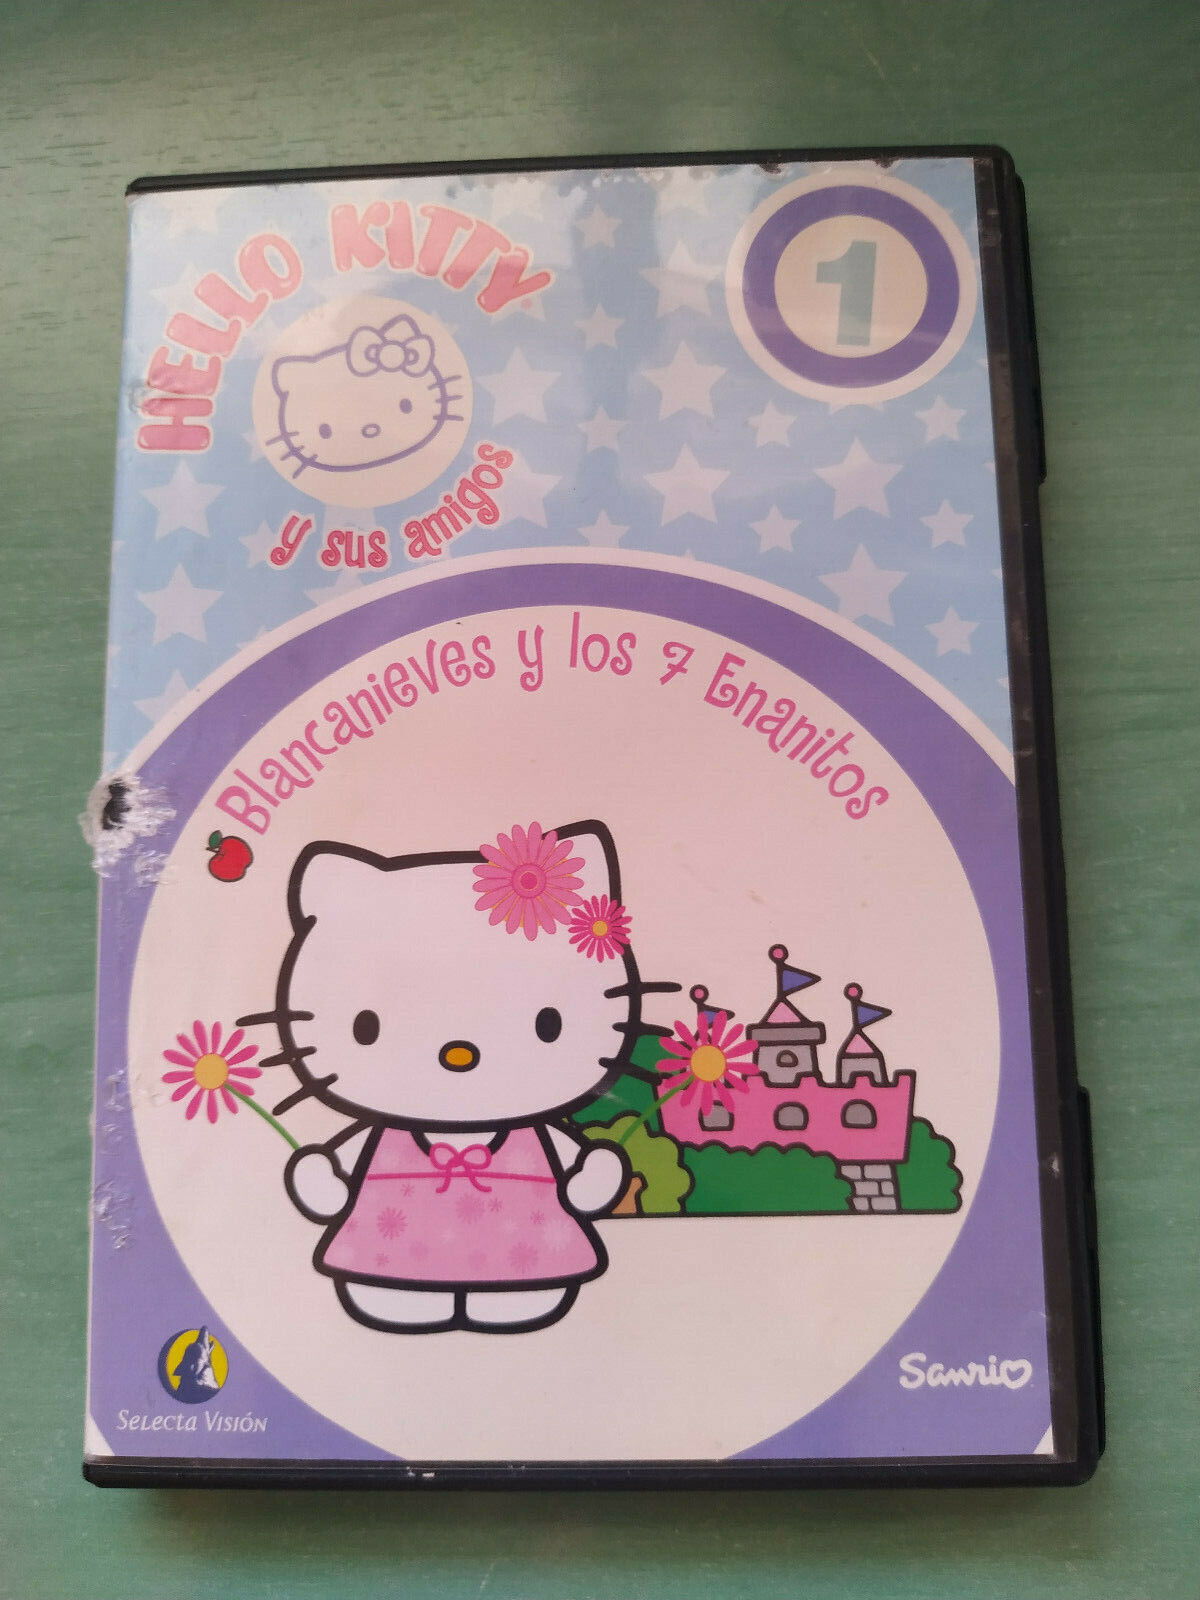 HELLO KITTY
1
y sus amigos
Blancanieves y los 7 Enanitos
Selecta Visión
Sanrio